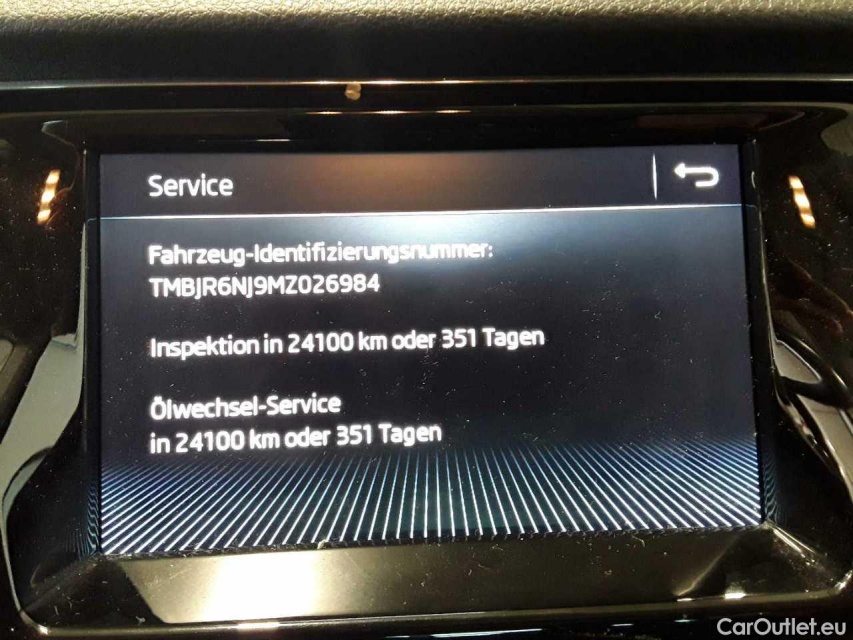 Service
Fahrzeug-Identifizierungsnummer:
TMBJR6NJ9MZ026984
Inspektion in 24100 km oder 351 Tagen
Ölwechsel-Service
in 24100 km oder 351 Tagen
CarOutlet.eu